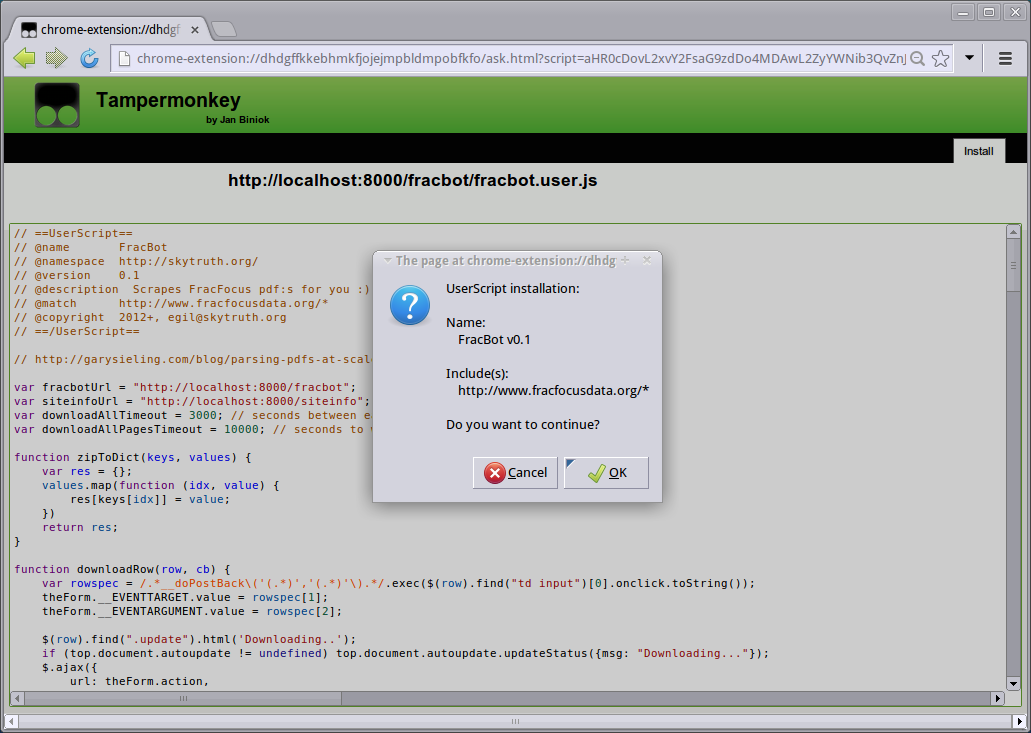 chrome-extension://dhdgf
chrome-extension://dhdgffkkebhmkfjojejmpbldmpobfkfo/ask.html?script=aHR0cDovL2xvY2FsaG9zdDo4MDAwL2ZyYWNib3QvZnJ
Tampermonkey
by Jan Biniok
Install
http://localhost:8000/fracbot/fracbot.user.js
// ==UserScript==
// @name       FracBot
// @namespace  http://skytruth.org/
// @version    0.1
// @description  Scrapes FracFocus pdf:s for you :)
// @match      http://www.fracfocusdata.org/*
// @copyright  2012+, egil@skytruth.org
// ==/UserScript==
// http://garysieling.com/blog/parsing-pdfs-at-scal
var fracbotUrl = "http://localhost:8000/fracbot";
var siteinfoUrl = "http://localhost:8000/siteinfo";
var downloadAllTimeout = 3000; // seconds between e
var downloadAllPagesTimeout = 10000; // seconds to
function zipToDict(keys, values) {
    var res = {};
    values.map(function (idx, value) {
        res[keys[idx]] = value;
    })
    return res;
}
function downloadRow(row, cb) {
    var rowspec = /.*__doPostBack\('(.*)','(.*)'\).*/.exec($(row).find("td input")[0].onclick.toString());
    theForm.__EVENTTARGET.value = rowspec[1];
    theForm.__EVENTARGUMENT.value = rowspec[2];
    $(row).find(".update").html('Downloading..');
    if (top.document.autoupdate != undefined) top.document.autoupdate.updateStatus({msg: "Downloading..."});
    $.ajax({
        url: theForm.action,
The page at chrome-extension://dhdg
UserScript installation:
Name:
FracBot v0.1
Include(s):
http://www.fracfocusdata.org/*
Do you want to continue?
Cancel
OK